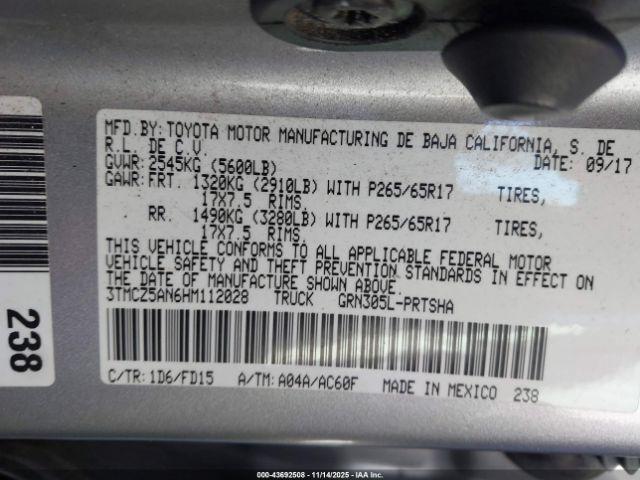 MFD.BY:TOYOTA MOTOR MANUFACTURING DE BAJA CALIFORNIA, S. DE
R.L. DE C.V. DATE: 09/17
GVWR:2545KG (5600LB)
GAWR:FRT. 1320KG (2910LB) WITH P265/65R17 TIRES,
17X7.5 RIMS.
RR. 1490KG (3280LB) WITH P265/65R17 TIRES,
17X7.5 RIMS.
THIS VEHICLE CONFORMS TO ALL APPLICABLE FEDERAL MOTOR
VEHICLE SAFETY AND THEFT PREVENTION STANDARDS IN EFFECT ON
THE DATE OF MANUFACTURE SHOWN ABOVE.
3TMCZ5AN6HM112028 TRUCK GRN305L-PRTSHA
C/TR:1D6/FD15 A/TM:A04A/AC60F MADE IN MEXICO 238
238
000-43692508 - 11/14/2025 - COPART, INC.